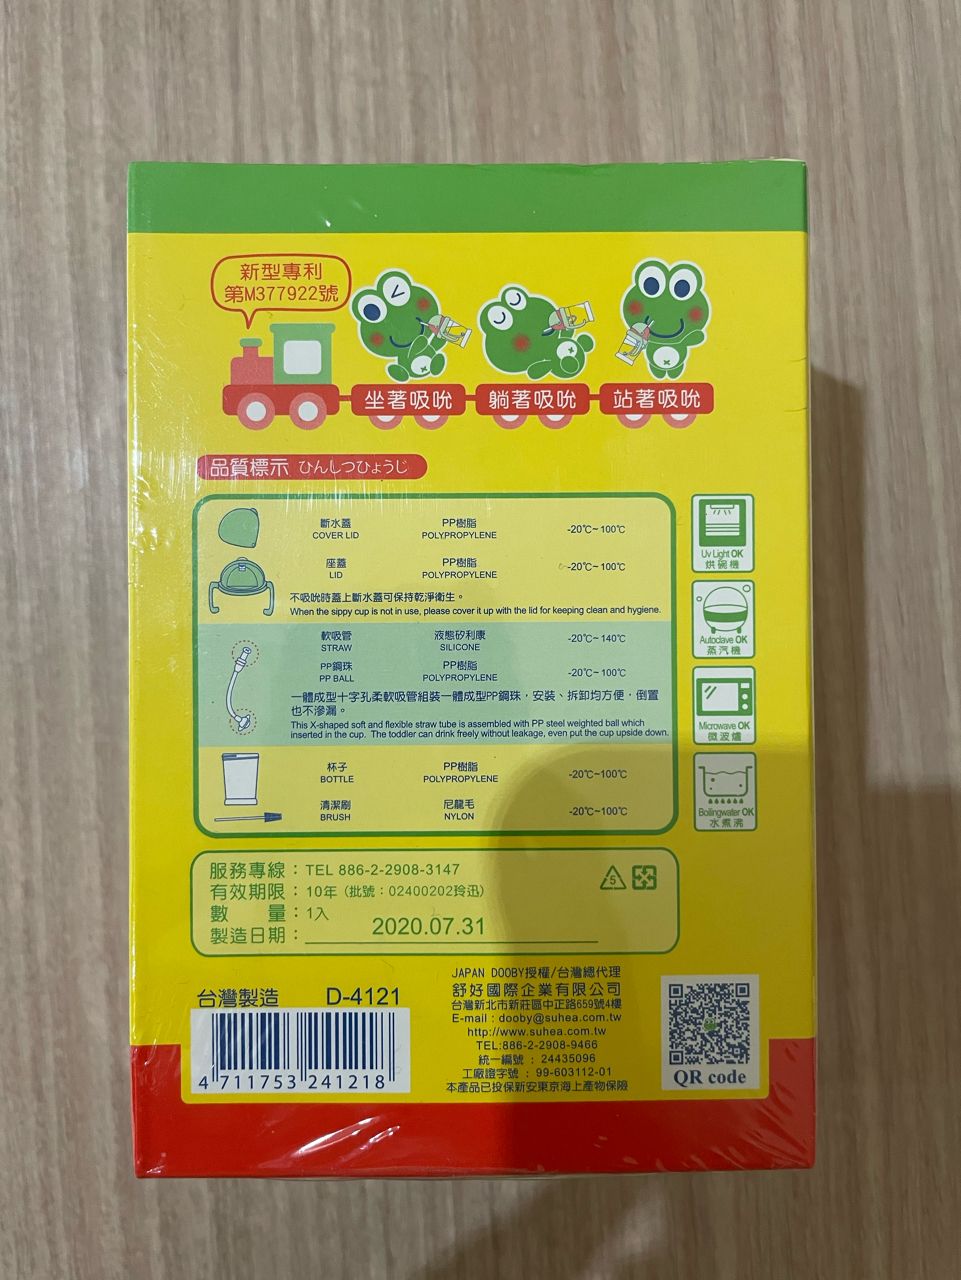 新型專利
第M377922號
坐著吸吮 躺著吸吮 站著吸吮
品質標示 ひんしつひょうじ
斷水蓋 PP樹脂 -20℃~100℃
COVER LID POLYPROPYLENE
座蓋 PP樹脂 -20℃~100℃
LID POLYPROPYLENE
不吸吮時蓋上斷水蓋可保持乾淨衛生。
When the sippy cup is not in use, please cover it up with the lid for keeping clean and hygiene.
軟吸管 液態矽利康 -20℃~140℃
STRAW SILICONE
PP鋼珠 PP樹脂 -20℃~100℃
PP BALL POLYPROPYLENE
一體成型十字孔柔軟吸管組裝一體成型PP鋼珠，安裝、拆卸均方便，倒置
也不滲漏。
This X-shaped soft and flexible straw tube is assembled with PP steel weighted ball which
inserted in the cup. The toddler can drink freely without leakage, even put the cup upside down.
杯子 PP樹脂 -20℃~100℃
BOTTLE POLYPROPYLENE
清潔刷 尼龍毛 -20℃~100℃
BRUSH NYLON
Uv Light OK
烘碗機
Autoclave OK
蒸汽機
Microwave OK
微波爐
Boilingwater OK
水煮沸
服務專線：TEL 886-2-2908-3147
有效期限：10年（批號：02400202玲迅）
數 量：1入
製造日期：2020.07.31
5
台灣製造 D-4121
4 711753 241218
JAPAN DOOBY授權/台灣總代理
舒好國際企業有限公司
台灣新北市新莊區中正路659號4樓
E-mail：dooby@suhea.com.tw
http://www.suhea.com.tw
TEL:886-2-2908-9466
統一編號：24435096
工廠證字號：99-603112-01
本產品已投保新安東京海上產物保險
QR code